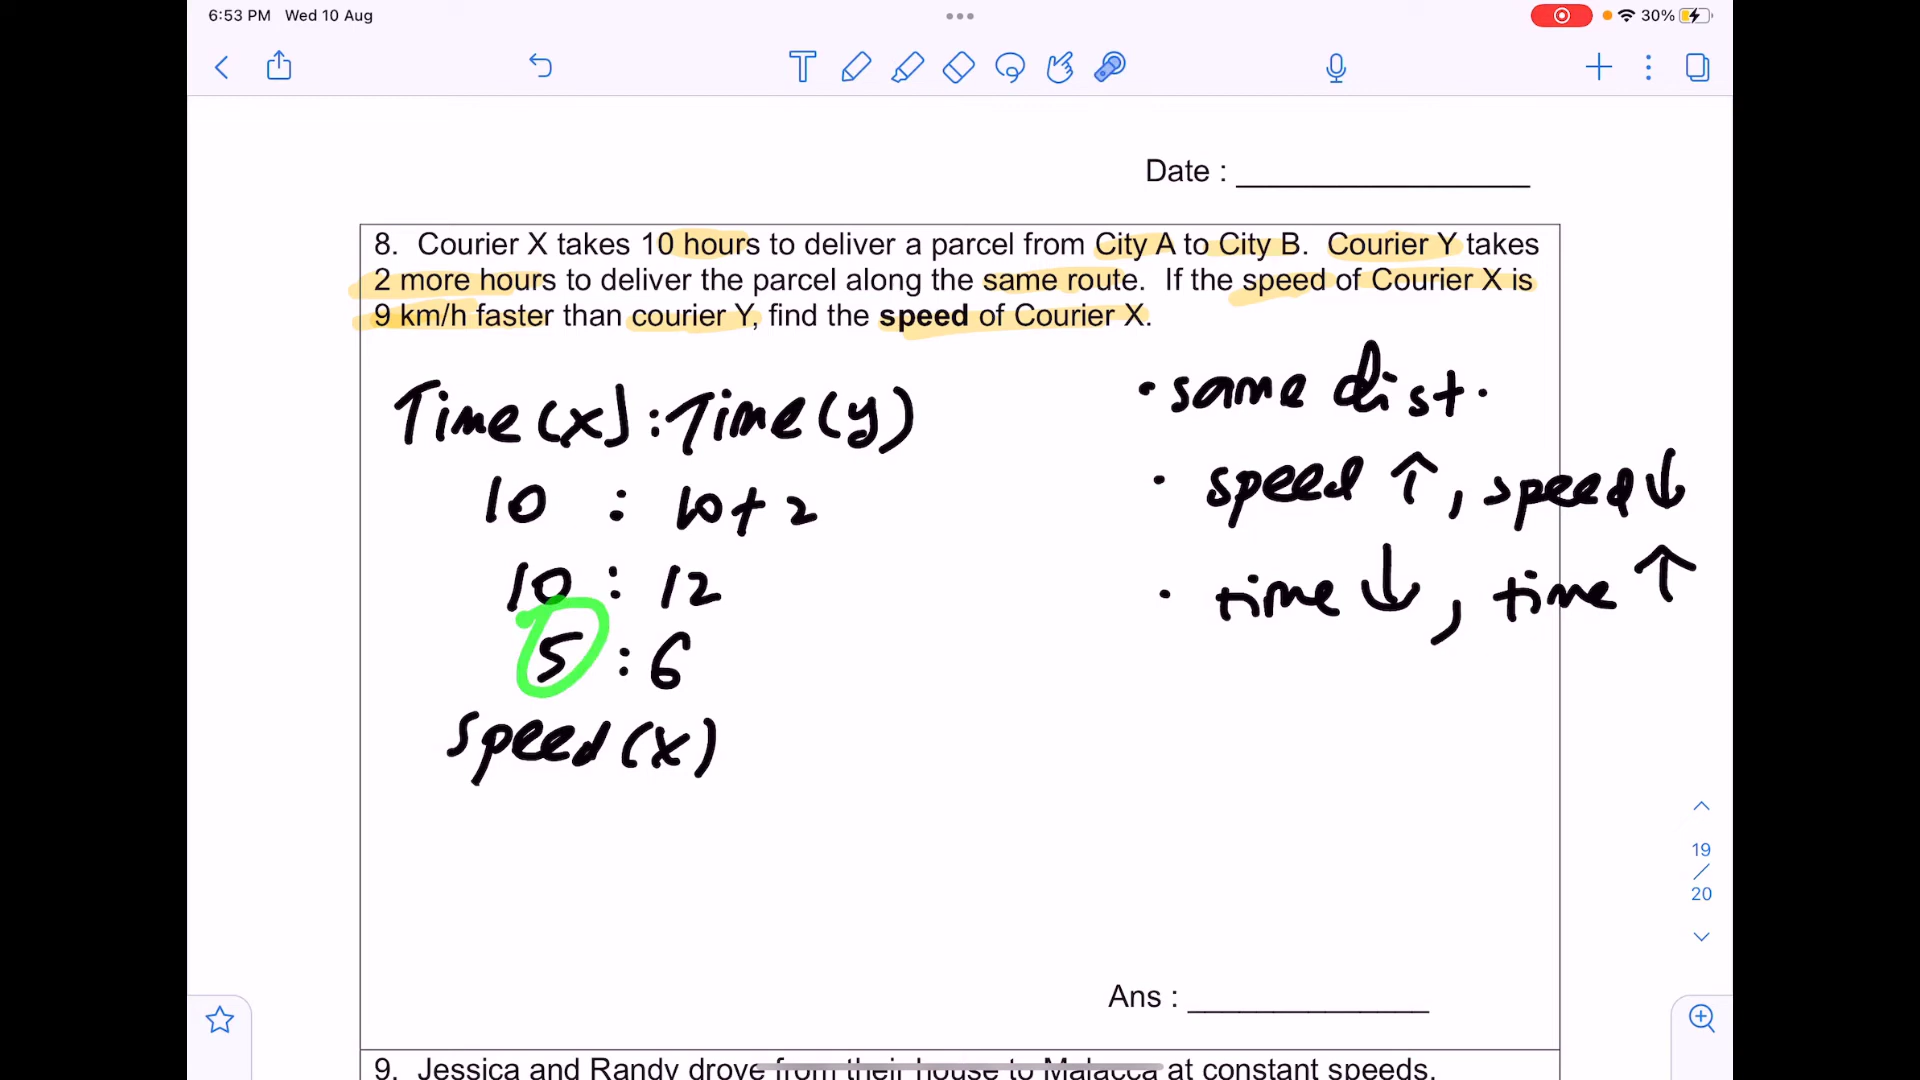 6:53 PM Wed 10 Aug
30%
Date :
8. Courier X takes 10 hours to deliver a parcel from City A to City B. Courier Y takes
2 more hours to deliver the parcel along the same route. If the speed of Courier X is
9 km/h faster than courier Y, find the speed of Courier X.
Time(x):Time(y)
10 : 10+2
10 : 12
5 : 6
speed(x)
• same dist.
• speed ↑, speed ↓
• time ↓, time ↑
19
/
20
Ans :
9. Jessica and Randy drove from their house to Malacca at constant speeds.